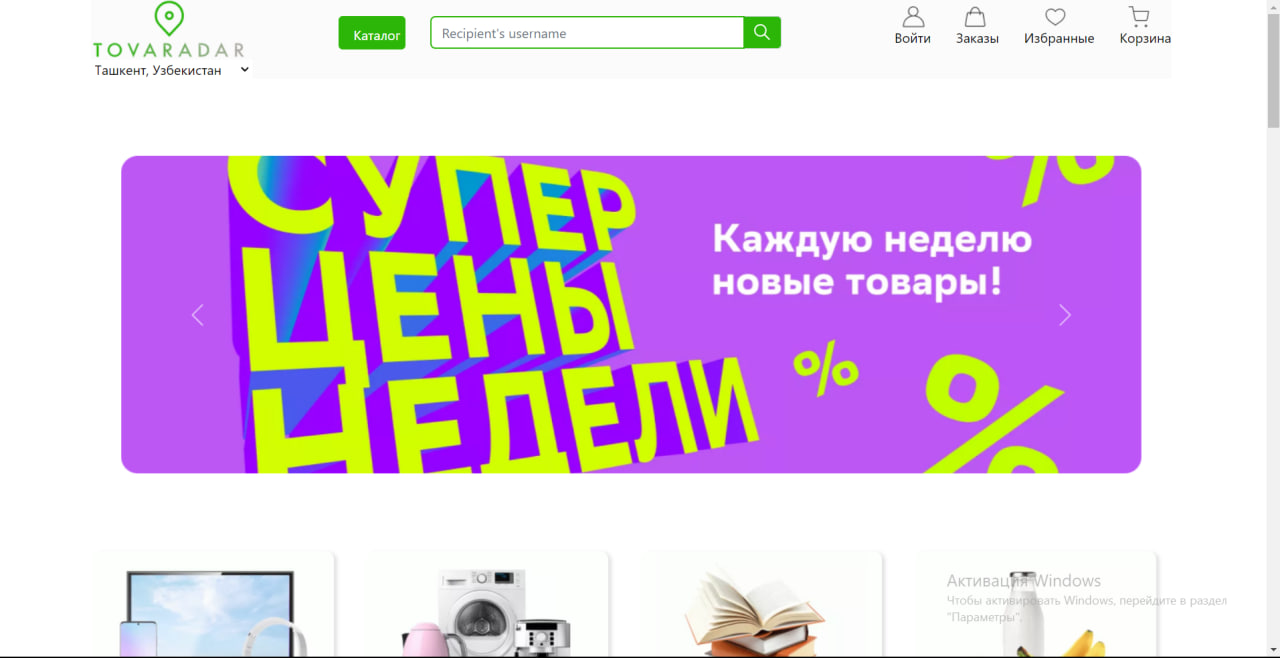 TOVARADAR
Ташкент, Узбекистан
Каталог
Recipient's username
Войти
Заказы
Избранные
Корзина
СУПЕР
ЦЕНЫ
НЕДЕЛИ
Каждую неделю
новые товары!
%
%
%
Активация Windows
Чтобы активировать Windows, перейдите в раздел
"Параметры".